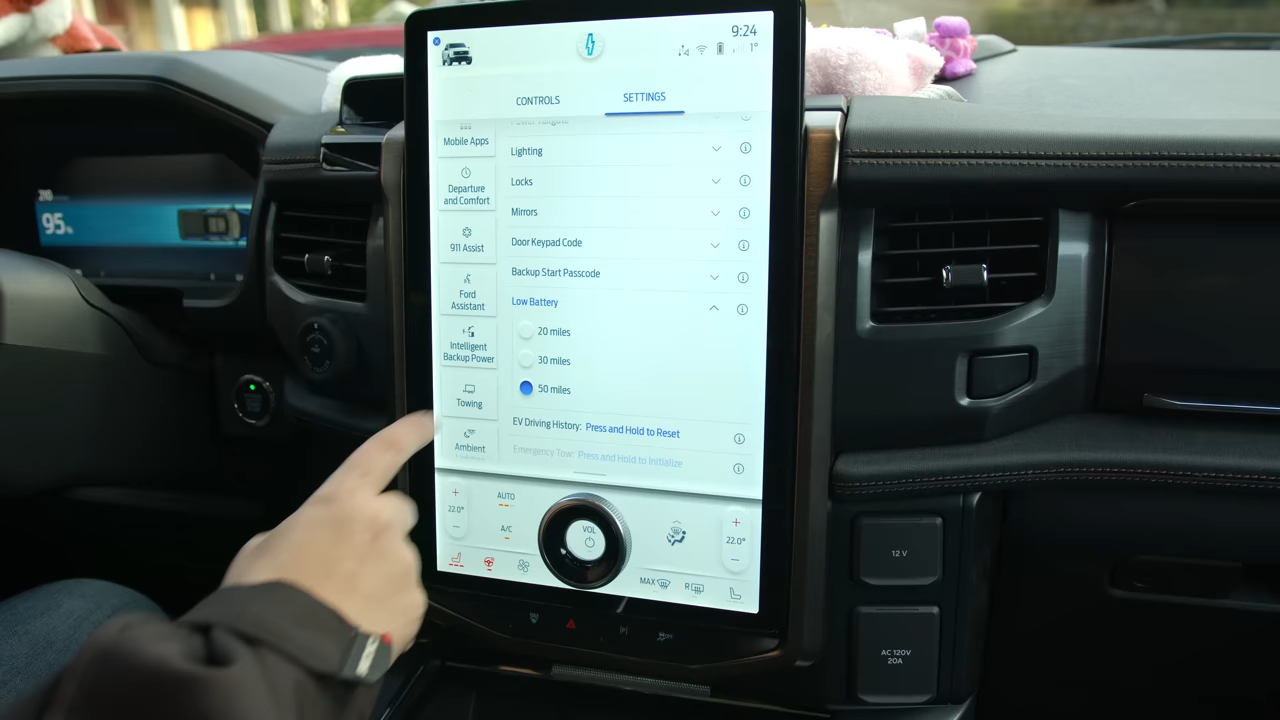 9:24
1°
CONTROLS
SETTINGS
Mobile Apps
Departure
and Comfort
911 Assist
Ford
Assistant
Intelligent
Backup Power
Towing
Ambient
Power Tailgate
Lighting
Locks
Mirrors
Door Keypad Code
Backup Start Passcode
Low Battery
20 miles
30 miles
50 miles
EV Driving History: Press and Hold to Reset
Emergency Tow: Press and Hold to Initialize
AUTO
A/C
22.0°
VOL
22.0°
MAX
R
95%
12 V
AC 120V
20A